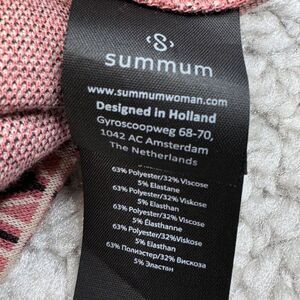 summum
www.summumwoman.com
Designed in Holland
Gyroscoopweg 68-70,
1042 AC Amsterdam
The Netherlands
63% Polyester/32% Viscose
5% Elastane
63% Polyester/32% Viskose
5% Elasthan
63% Polyester/32% Viscose
5% Élasthanne
63% Polyester/32%Viskose
5% Elasthan
63% Полиэстер/32% Вискоза
5% Эластян